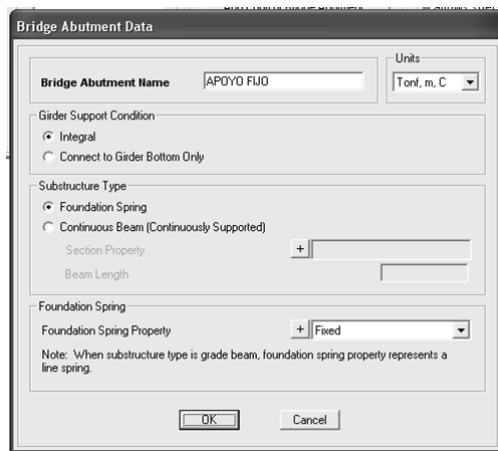 Bridge Abutment Data
Units
Bridge Abutment Name APOYO FIJO Tonf, m, C
Girder Support Condition
Integral
Connect to Girder Bottom Only
Substructure Type
Foundation Spring
Continuous Beam (Continuously Supported)
Section Property +
Beam Length
Foundation Spring
Foundation Spring Property + Fixed
Note: When substructure type is grade beam, foundation spring property represents a
line spring.
OK Cancel